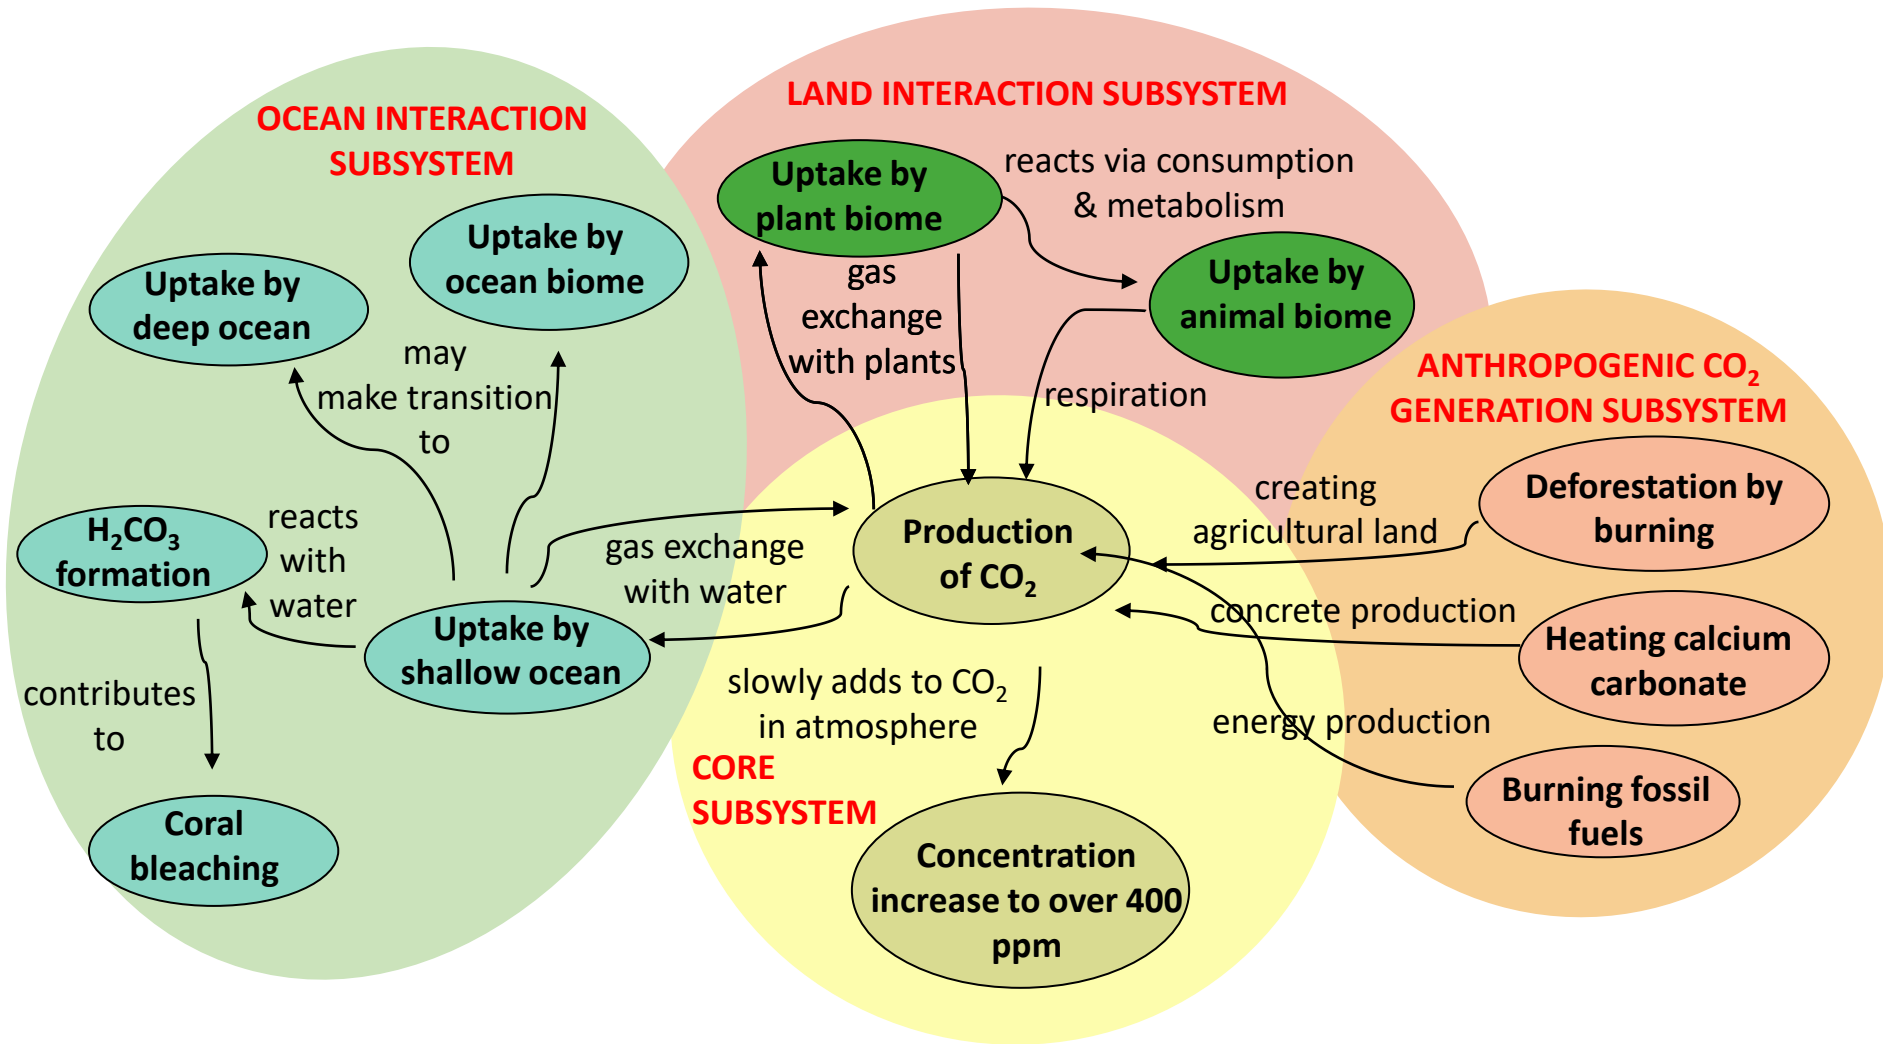 OCEAN INTERACTION
SUBSYSTEM
Uptake by
ocean biome
Uptake by
deep ocean
may
make transition
to
H₂CO₃
formation
reacts
with
water
Uptake by
shallow ocean
contributes
to
Coral
bleaching
gas exchange
with water
LAND INTERACTION SUBSYSTEM
Uptake by
plant biome
reacts via consumption
& metabolism
Uptake by
animal biome
gas
exchange
with plants
respiration
ANTHROPOGENIC CO₂
GENERATION SUBSYSTEM
Deforestation by
burning
creating
agricultural land
Heating calcium
carbonate
concrete production
Burning fossil
fuels
energy production
Production
of CO₂
slowly adds to CO₂
in atmosphere
CORE
SUBSYSTEM
Concentration
increase to over 400
ppm